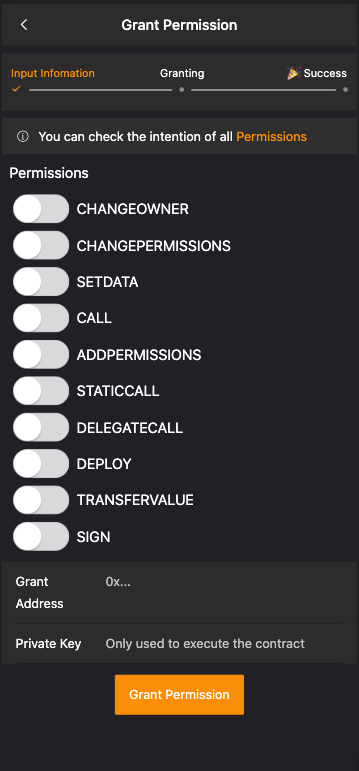 Grant Permission
Input Infomation
Granting
🎉 Success
You can check the intention of all Permissions
Permissions
CHANGEOWNER
CHANGEPERMISSIONS
SETDATA
CALL
ADDPERMISSIONS
STATICCALL
DELEGATECALL
DEPLOY
TRANSFERVALUE
SIGN
Grant
Address
0x...
Private Key
Only used to execute the contract
Grant Permission